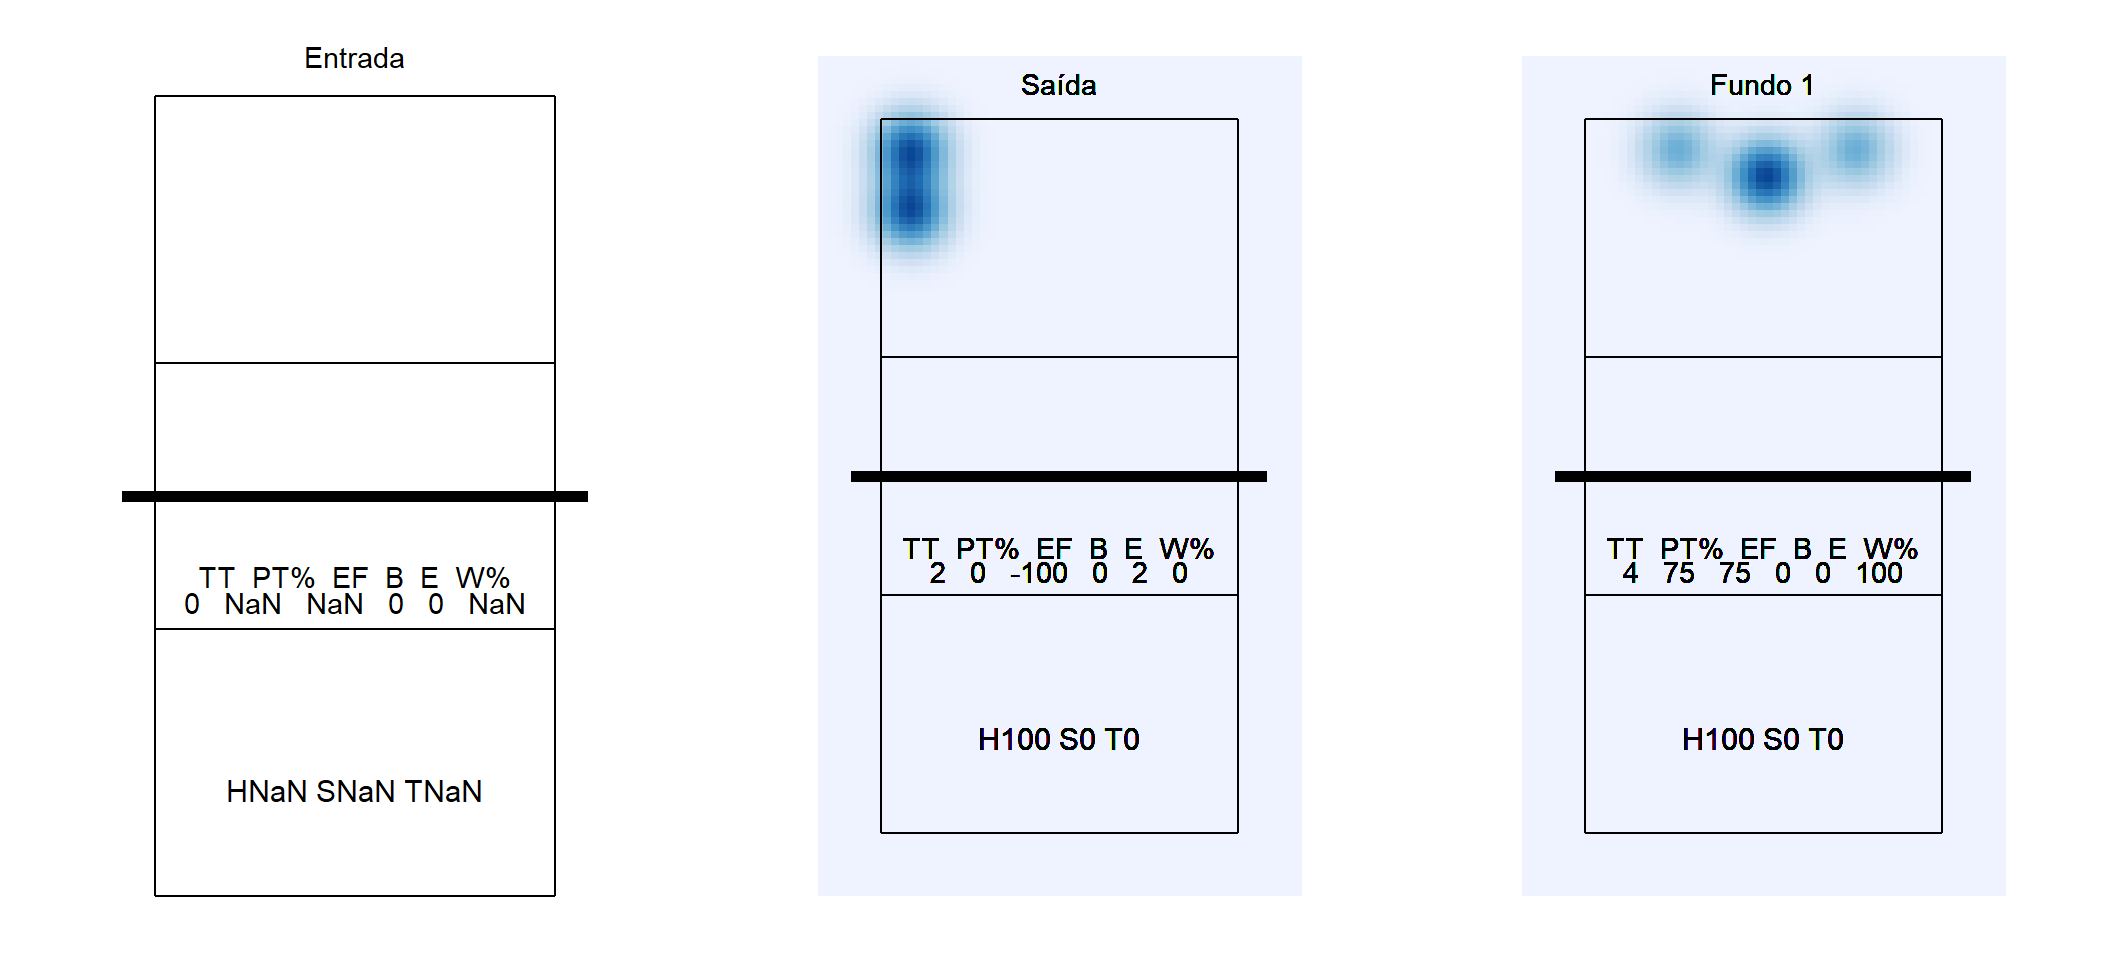 Entrada
TT PT% EF B E W%
0 NaN NaN 0 0 NaN
HNaN SNaN TNaN
Saída
TT PT% EF B E W%
2 0 -100 0 2 0
H100 S0 T0
Fundo 1
TT PT% EF B E W%
4 75 75 0 0 100
H100 S0 T0